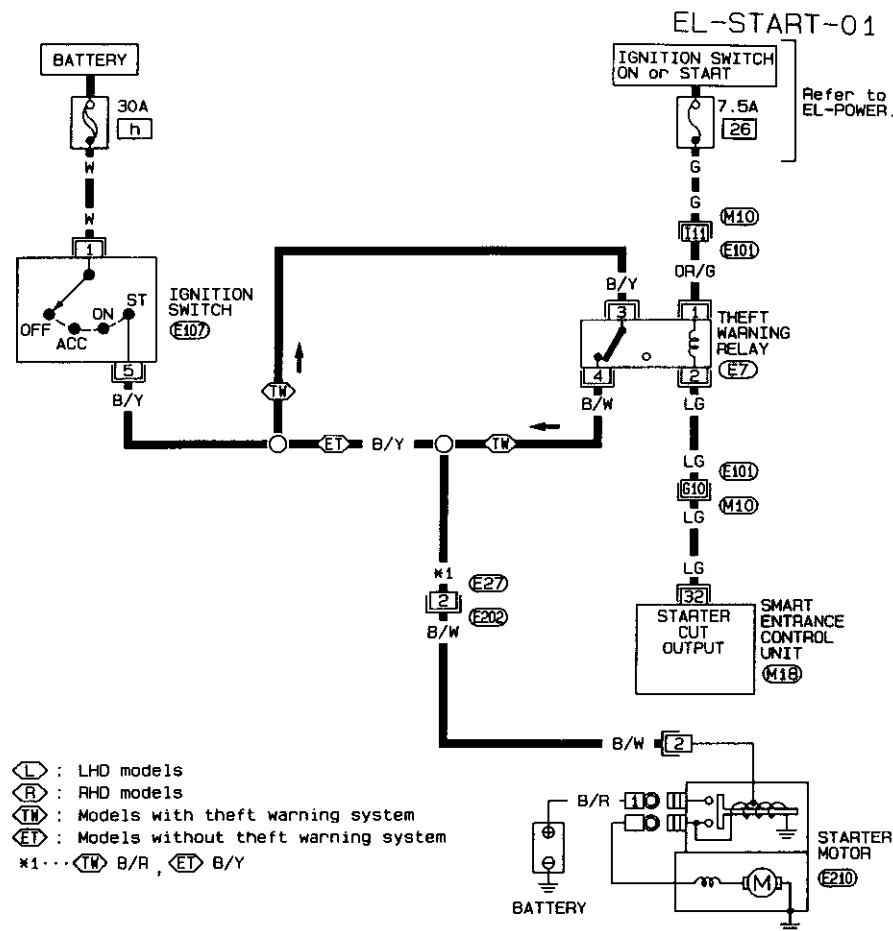 EL-START-01
BATTERY
30A
h
W
W
1
OFF
ACC
ON
ST
IGNITION
SWITCH
E107
5
B/Y
IGNITION SWITCH
ON or START
7.5A
26
Refer to
EL-POWER.
G
G
M10
I11
E101
OR/G
B/Y
3
1
THEFT
WARNING
RELAY
E7
4
2
B/W
LG
TW
ET
B/Y
TW
LG
E101
G10
M10
LG
LG
32
STARTER
CUT
OUTPUT
SMART
ENTRANCE
CONTROL
UNIT
M18
*1
E27
2
E202
B/W
B/W
2
B/R
1
BATTERY
M
STARTER
MOTOR
E210
L : LHD models
R : RHD models
TW : Models with theft warning system
ET : Models without theft warning system
*1··· TW B/R , ET B/Y